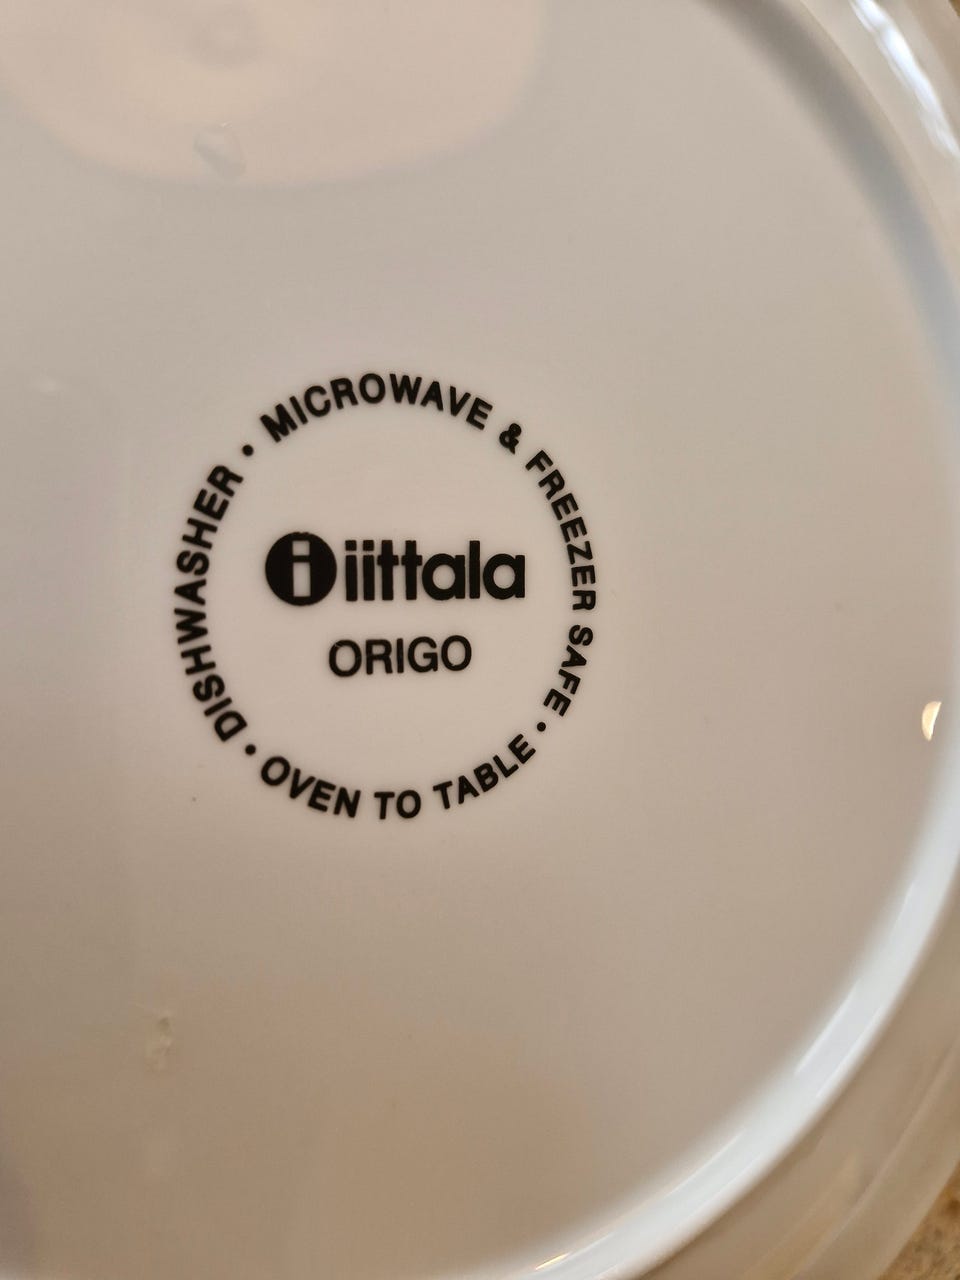 DISHWASHER • MICROWAVE & FREEZER SAFE • OVEN TO TABLE •
i iittala
ORIGO